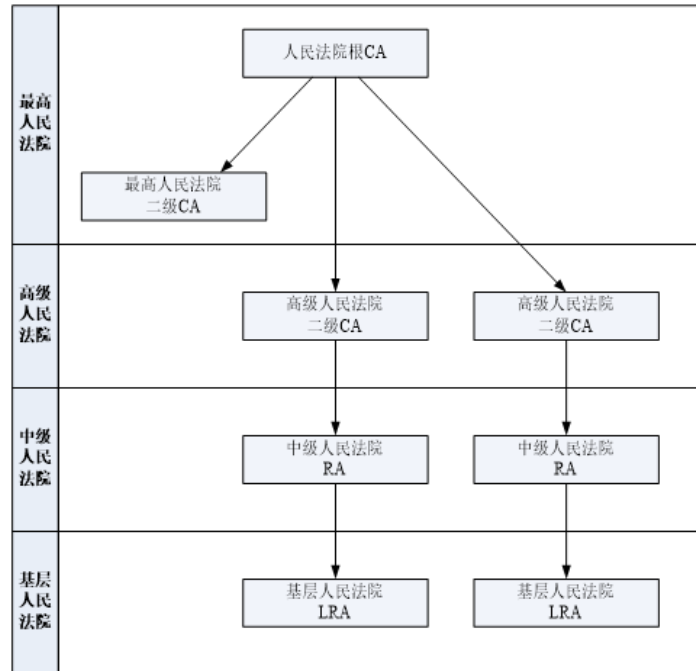 最高
人民
法院
人民法院根CA
最高人民法院
二级CA
高级
人民
法院
高级人民法院
二级CA
高级人民法院
二级CA
中级
人民
法院
中级人民法院
RA
中级人民法院
RA
基层
人民
法院
基层人民法院
LRA
基层人民法院
LRA